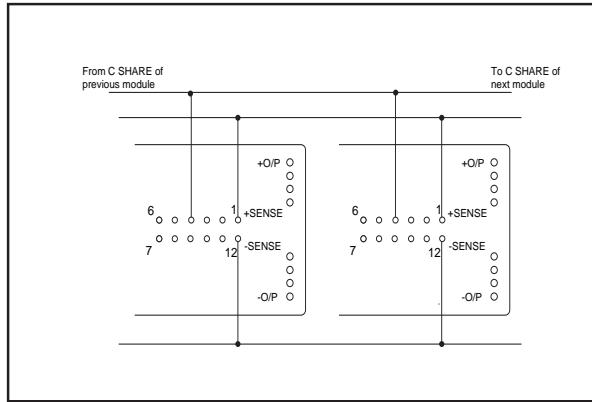 From C SHARE of
previous module
To C SHARE of
next module
+O/P
6
1
+SENSE
7
12
-SENSE
-O/P
+O/P
6
1
+SENSE
7
12
-SENSE
-O/P